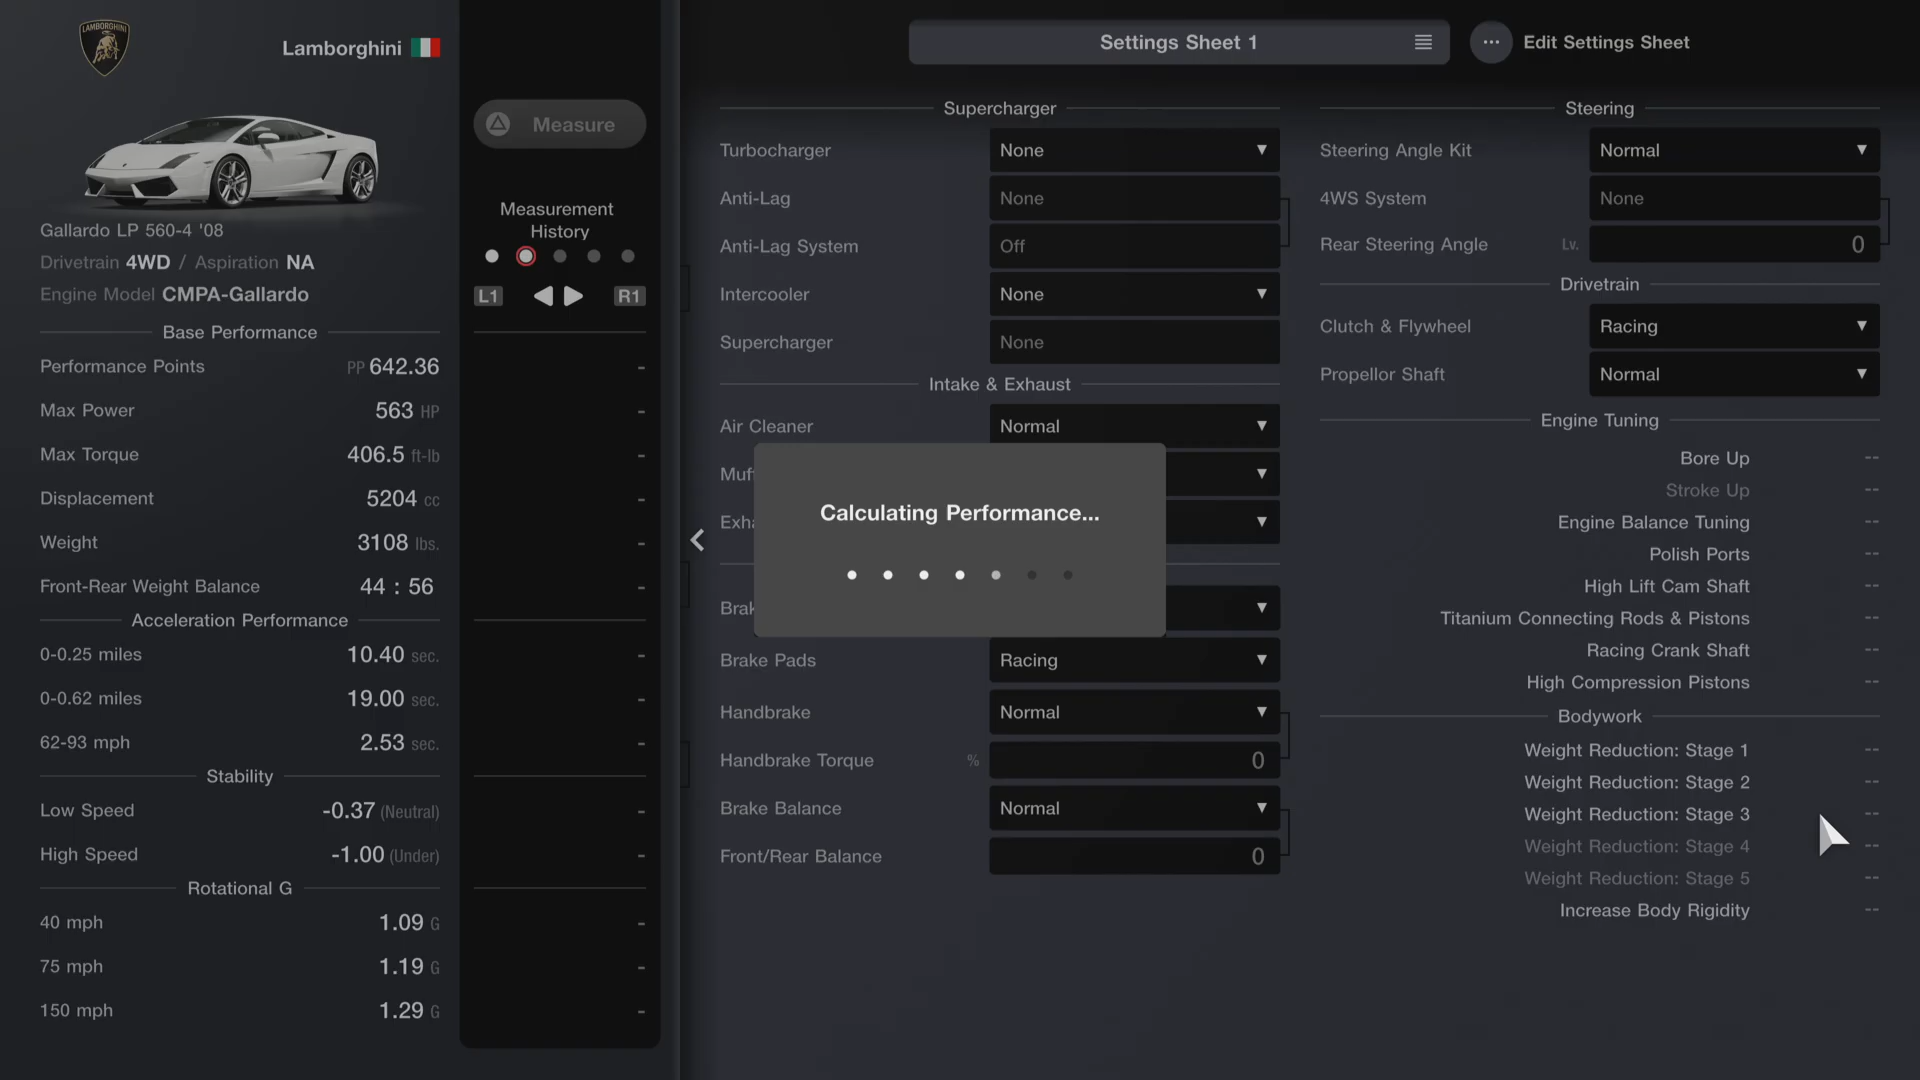 LAMBORGHINI
Lamborghini
Gallardo LP 560-4 '08
Drivetrain 4WD / Aspiration NA
Engine Model CMPA-Gallardo
Base Performance
Performance Points PP 642.36
Max Power 563 HP
Max Torque 406.5 ft-lb
Displacement 5204 cc
Weight 3108 lbs.
Front-Rear Weight Balance 44 : 56
Acceleration Performance
0-0.25 miles 10.40 sec.
0-0.62 miles 19.00 sec.
62-93 mph 2.53 sec.
Stability
Low Speed -0.37 (Neutral)
High Speed -1.00 (Under)
Rotational G
40 mph 1.09 G
75 mph 1.19 G
150 mph 1.29 G
Measure
Measurement
History
L1 R1
-
-
-
-
-
-
-
-
-
-
-
-
-
-
Settings Sheet 1
Edit Settings Sheet
Supercharger
Turbocharger None
Anti-Lag None
Anti-Lag System Off
Intercooler None
Supercharger None
Intake & Exhaust
Air Cleaner Normal
Calculating Performance...
Brake Pads Racing
Handbrake Normal
Handbrake Torque % 0
Brake Balance Normal
Front/Rear Balance 0
Steering
Steering Angle Kit Normal
4WS System None
Rear Steering Angle Lv. 0
Drivetrain
Clutch & Flywheel Racing
Propellor Shaft Normal
Engine Tuning
Bore Up --
Stroke Up --
Engine Balance Tuning --
Polish Ports --
High Lift Cam Shaft --
Titanium Connecting Rods & Pistons --
Racing Crank Shaft --
High Compression Pistons --
Bodywork
Weight Reduction: Stage 1 --
Weight Reduction: Stage 2 --
Weight Reduction: Stage 3 --
Weight Reduction: Stage 4 --
Weight Reduction: Stage 5 --
Increase Body Rigidity --